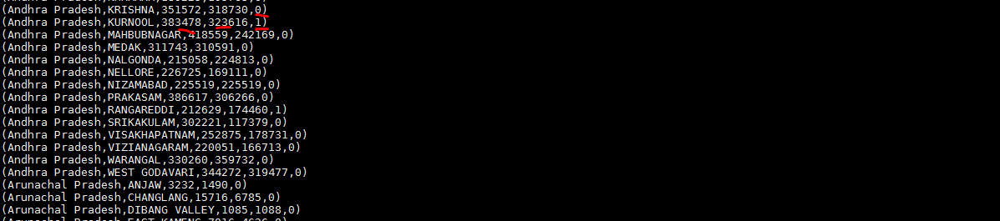 (Andhra Pradesh,KRISHNA,351572,318730,0)
(Andhra Pradesh,KURNOOL,383478,323616,1)
(Andhra Pradesh,MAHBUBNAGAR,418559,242169,0)
(Andhra Pradesh,MEDAK,311743,310591,0)
(Andhra Pradesh,NALGONDA,215058,224813,0)
(Andhra Pradesh,NELLORE,226725,169111,0)
(Andhra Pradesh,NIZAMABAD,225519,225519,0)
(Andhra Pradesh,PRAKASAM,386617,306266,0)
(Andhra Pradesh,RANGAREDDI,212629,174460,1)
(Andhra Pradesh,SRIKAKULAM,302221,117379,0)
(Andhra Pradesh,VISAKHAPATNAM,252875,178731,0)
(Andhra Pradesh,VIZIANAGARAM,220051,166713,0)
(Andhra Pradesh,WARANGAL,330260,359732,0)
(Andhra Pradesh,WEST GODAVARI,344272,319477,0)
(Arunachal Pradesh,ANJAW,3232,1490,0)
(Arunachal Pradesh,CHANGLANG,15716,6785,0)
(Arunachal Pradesh,DIBANG VALLEY,1085,1088,0)